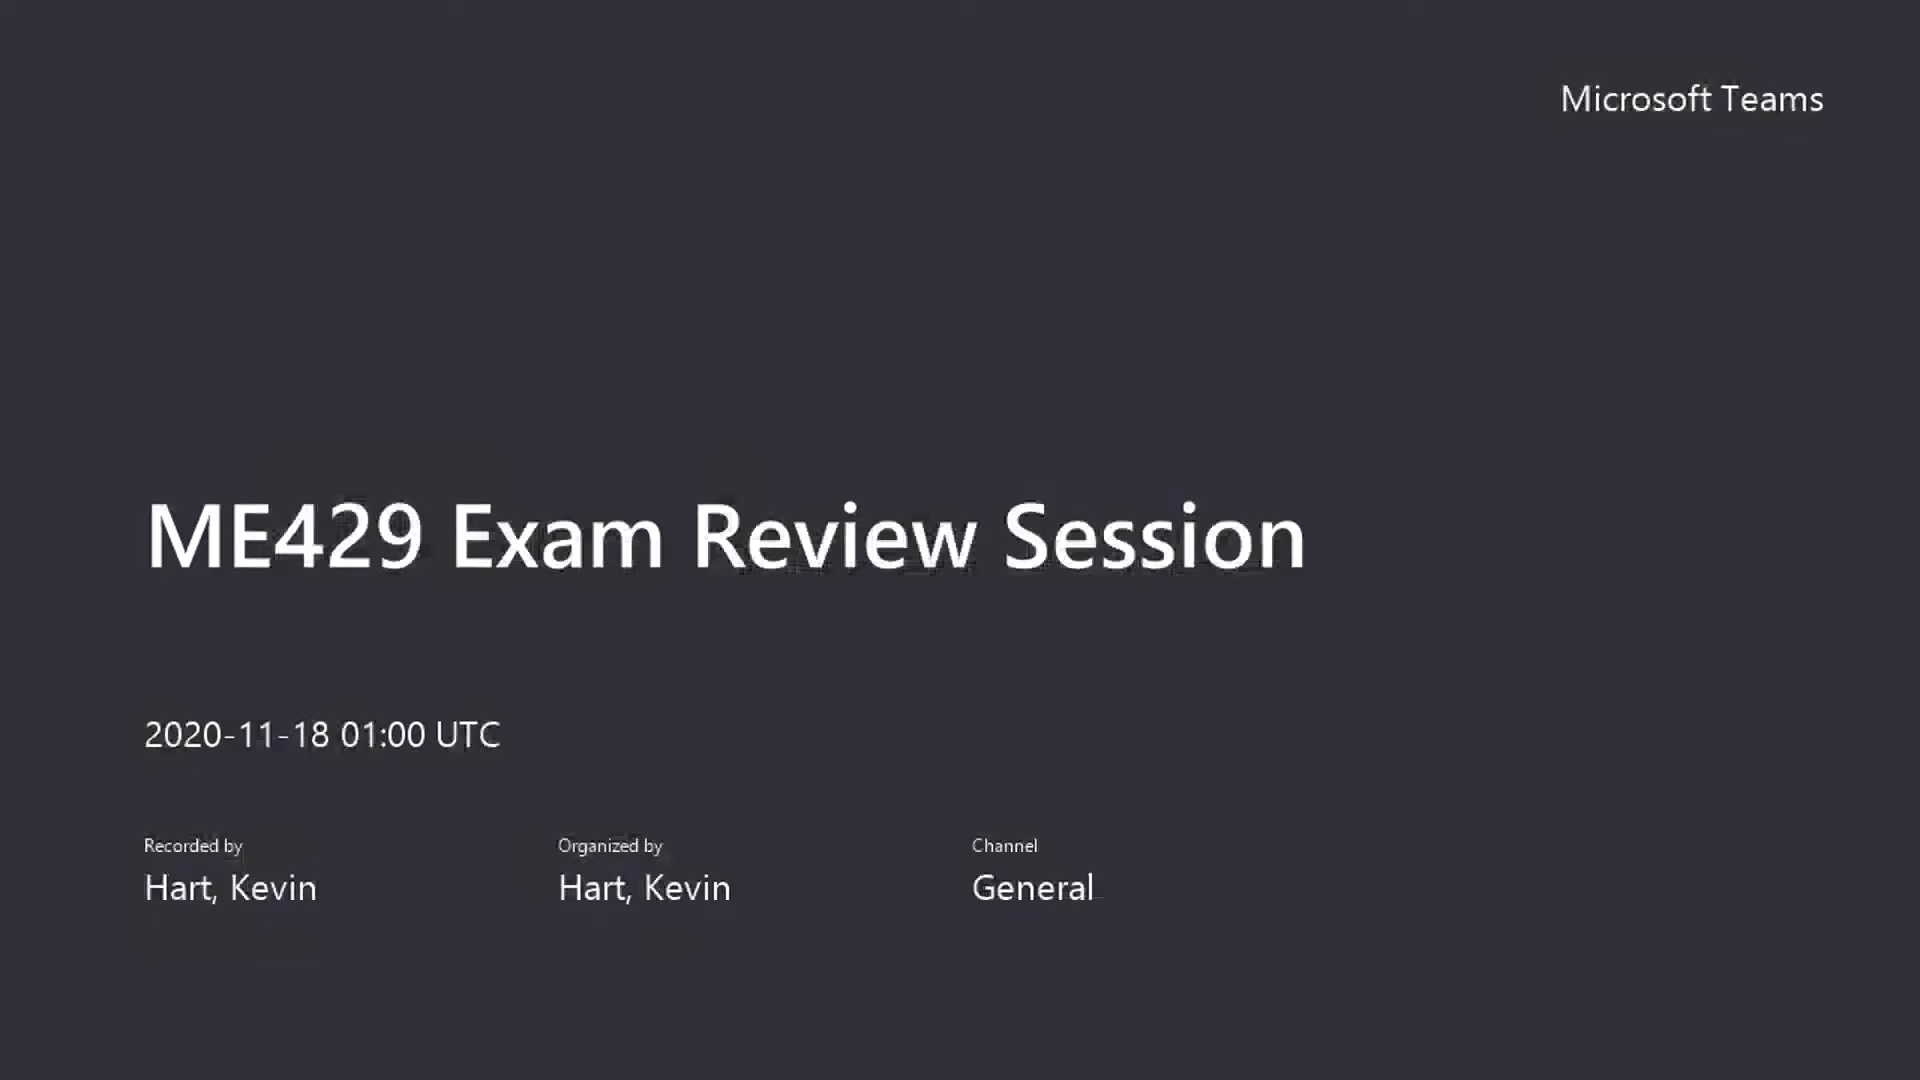 Microsoft Teams
ME429 Exam Review Session
2020-11-18 01:00 UTC
Recorded by
Hart, Kevin
Organized by
Hart, Kevin
Channel
General